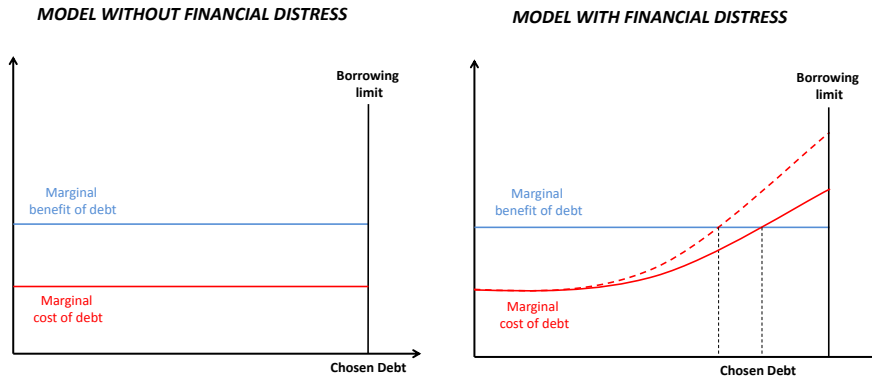 MODEL WITHOUT FINANCIAL DISTRESS
Borrowing
limit
Marginal
benefit of debt
Marginal
cost of debt
Chosen Debt
MODEL WITH FINANCIAL DISTRESS
Borrowing
limit
Marginal
benefit of debt
Marginal
cost of debt
Chosen Debt